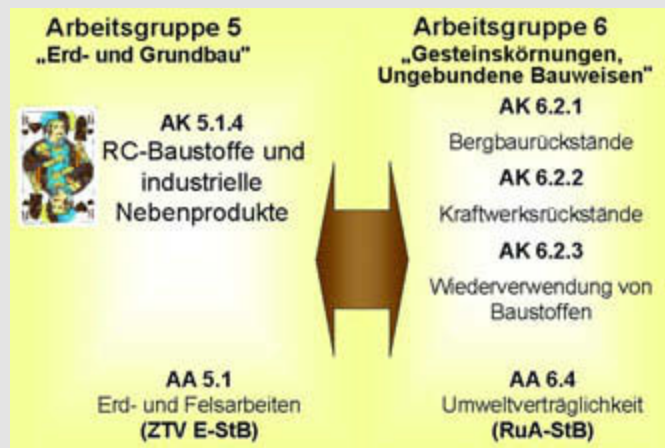 Arbeitsgruppe 5
„Erd- und Grundbau"
AK 5.1.4
RC-Baustoffe und
industrielle
Nebenprodukte
AA 5.1
Erd- und Felsarbeiten
(ZTV E-StB)
Arbeitsgruppe 6
„Gesteinskörnungen,
Ungebundene Bauweisen"
AK 6.2.1
Bergbaurückstände
AK 6.2.2
Kraftwerksrückstände
AK 6.2.3
Wiederverwendung von
Baustoffen
AA 6.4
Umweltverträglichkeit
(RuA-StB)